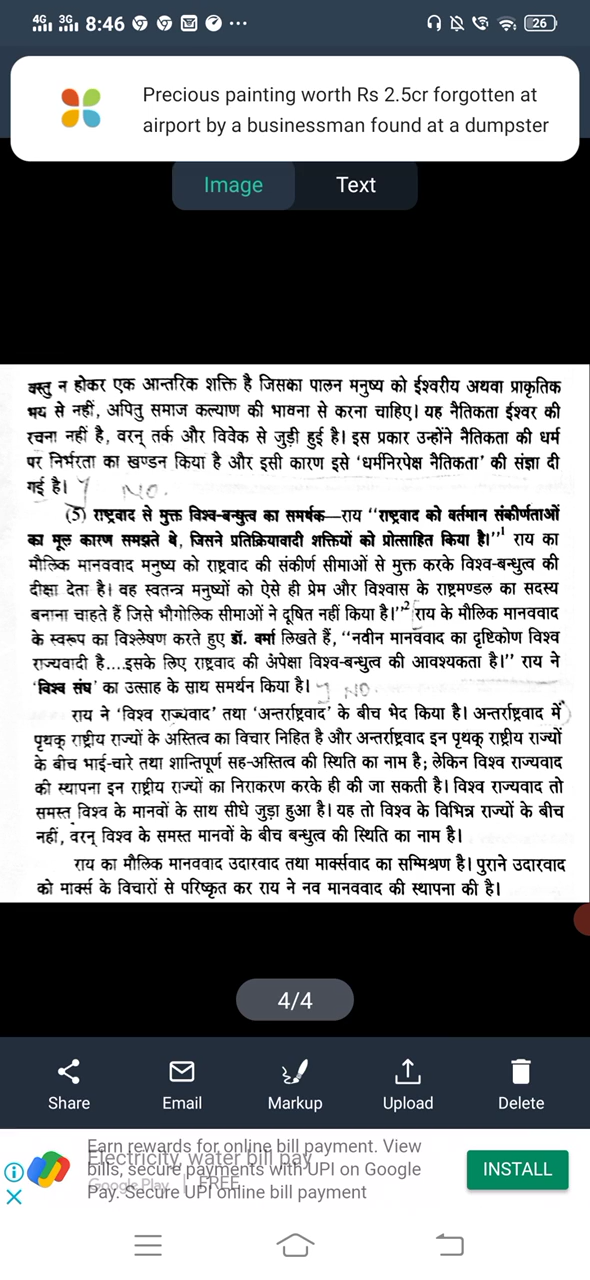 4G 3G 8:46 26
Precious painting worth Rs 2.5cr forgotten at
airport by a businessman found at a dumpster
Image Text
वस्तु न होकर एक आन्तरिक शक्ति है जिसका पालन मनुष्य को ईश्वरीय अथवा प्राकृतिक
भय से नहीं, अपितु समाज कल्याण की भावना से करना चाहिए। यह नैतिकता ईश्वर की
रचना नहीं है, वरन् तर्क और विवेक से जुड़ी हुई है। इस प्रकार उन्होंने नैतिकता की धर्म
पर निर्भरता का खण्डन किया है और इसी कारण इसे ‘धर्मनिरपेक्ष नैतिकता’ की संज्ञा दी
गई है। NO.
(5) राष्ट्रवाद से मुक्त विश्व-बन्धुत्व का समर्थक—राय “राष्ट्रवाद को वर्तमान संकीर्णताओं
का मूल कारण समझते थे, जिसने प्रतिक्रियावादी शक्तियों को प्रोत्साहित किया है।”1 राय का
मौलिक मानववाद मनुष्य को राष्ट्रवाद की संकीर्ण सीमाओं से मुक्त करके विश्व-बन्धुत्व की
दीक्षा देता है। वह स्वतन्त्र मनुष्यों को ऐसे ही प्रेम और विश्वास के राष्ट्रमण्डल का सदस्य
बनाना चाहते हैं जिसे भौगोलिक सीमाओं ने दूषित नहीं किया है।”2 राय के मौलिक मानववाद
के स्वरूप का विश्लेषण करते हुए डॉ. वर्मा लिखते हैं, “नवीन मानववाद का दृष्टिकोण विश्व
राज्यवादी है....इसके लिए राष्ट्रवाद की अपेक्षा विश्व-बन्धुत्व की आवश्यकता है।” राय ने
‘विश्व संघ’ का उत्साह के साथ समर्थन किया है। NO.
राय ने ‘विश्व राज्यवाद’ तथा ‘अन्तर्राष्ट्रवाद’ के बीच भेद किया है। अन्तर्राष्ट्रवाद में
पृथक् राष्ट्रीय राज्यों के अस्तित्व का विचार निहित है और अन्तर्राष्ट्रवाद इन पृथक् राष्ट्रीय राज्यों
के बीच भाई-चारे तथा शान्तिपूर्ण सह-अस्तित्व की स्थिति का नाम है; लेकिन विश्व राज्यवाद
की स्थापना इन राष्ट्रीय राज्यों का निराकरण करके ही की जा सकती है। विश्व राज्यवाद तो
समस्त विश्व के मानवों के साथ सीधे जुड़ा हुआ है। यह तो विश्व के विभिन्न राज्यों के बीच
नहीं, वरन् विश्व के समस्त मानवों के बीच बन्धुत्व की स्थिति का नाम है।
राय का मौलिक मानववाद उदारवाद तथा मार्क्सवाद का सम्मिश्रण है। पुराने उदारवाद
को मार्क्स के विचारों से परिष्कृत कर राय ने नव मानववाद की स्थापना की है।
4/4
Share Email Markup Upload Delete
Earn rewards for online bill payment. View
Electricity, water bill pay
bills, secure payments with UPI on Google
Google Play | FREE
Pay. Secure UPI online bill payment
INSTALL